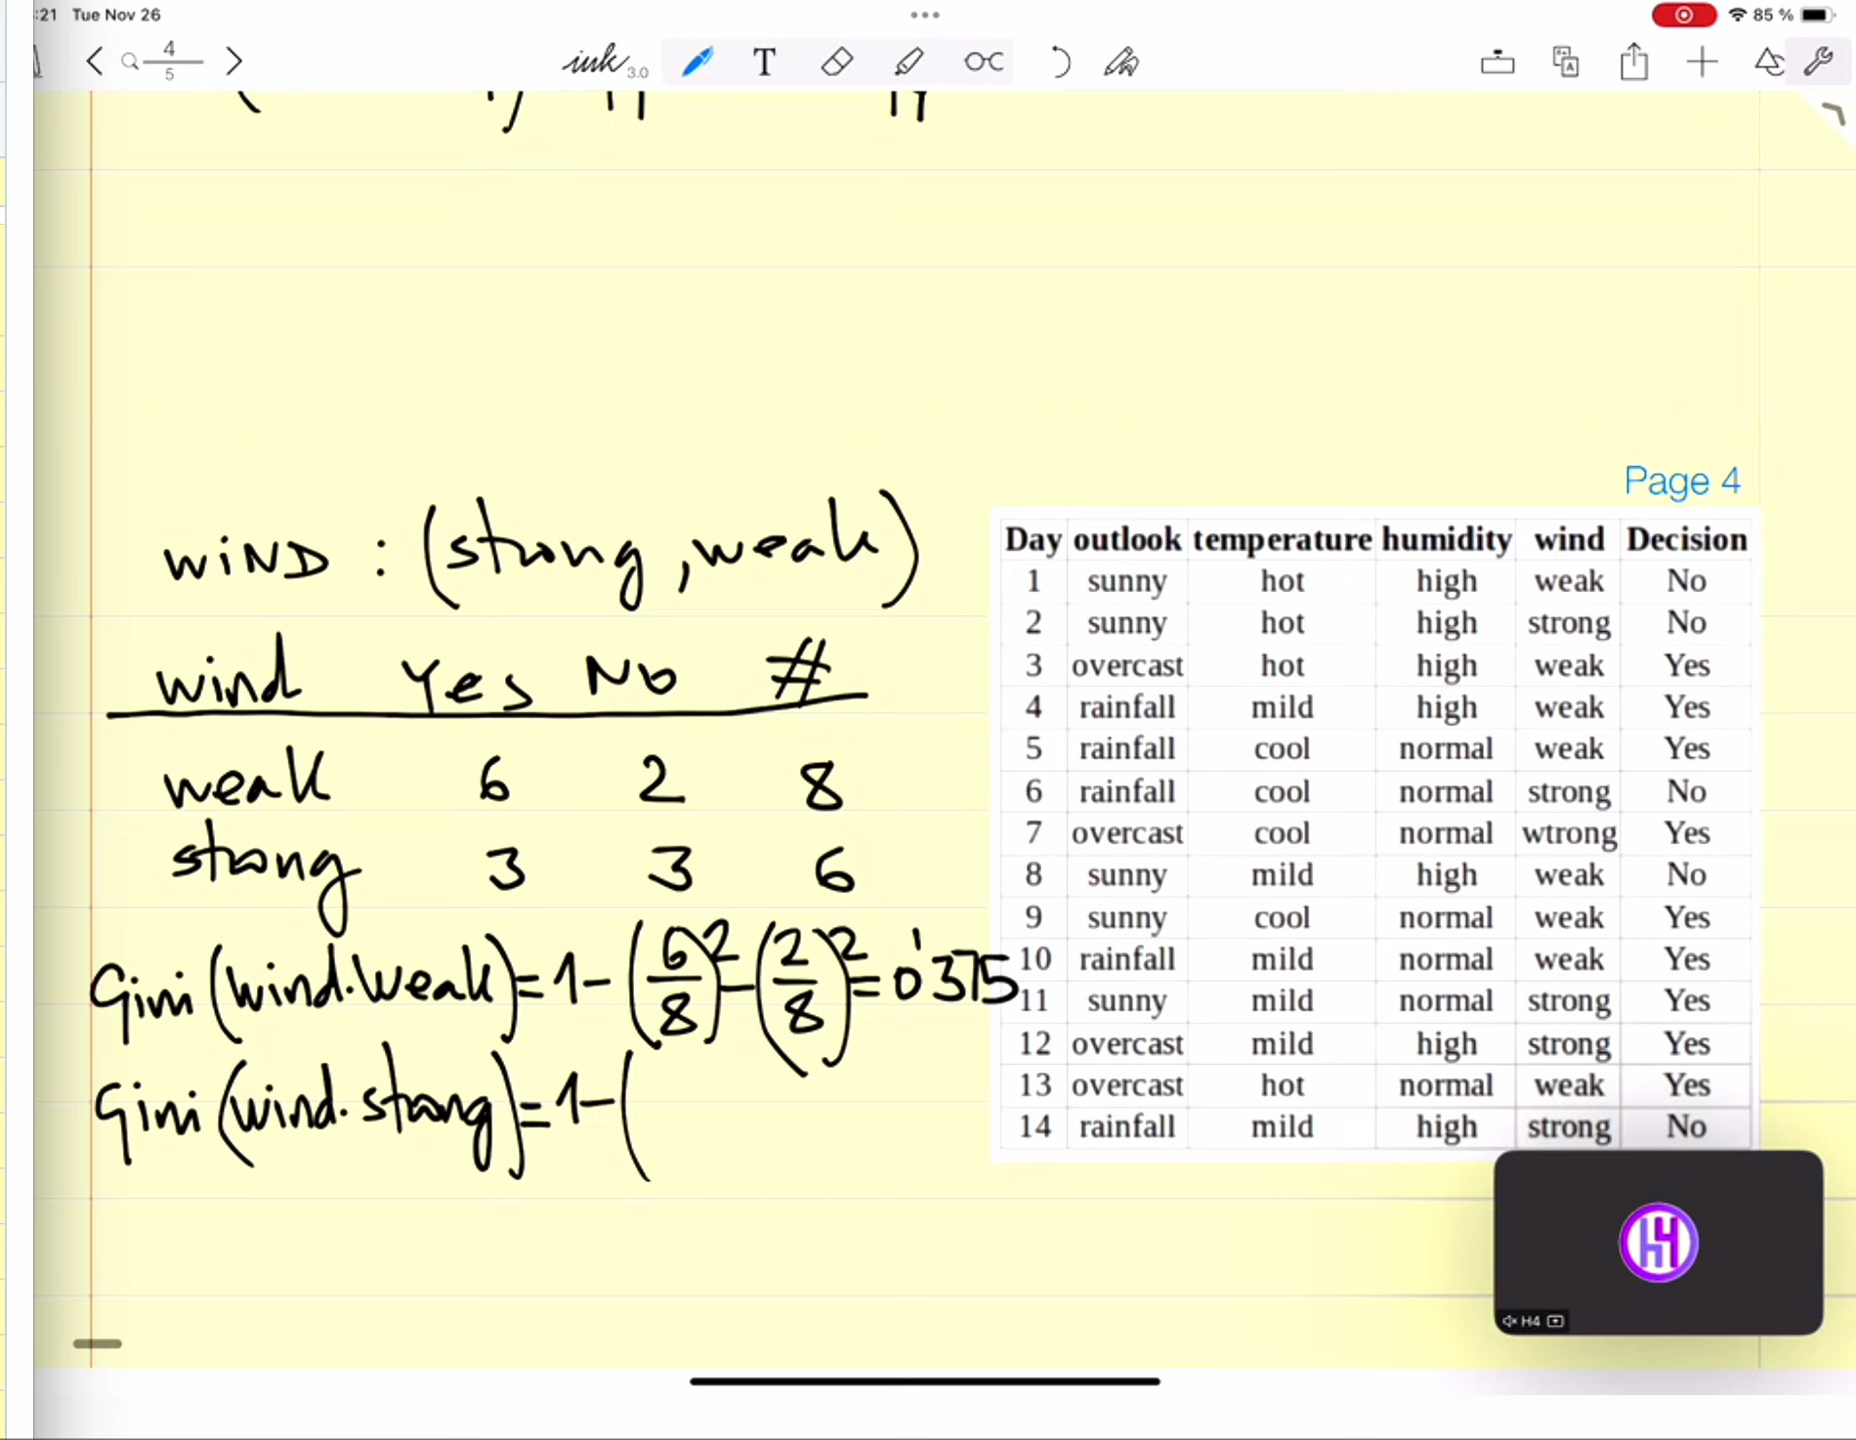 :21 Tue Nov 26
85 %
4
5
ink 3.0
T
WIND : (strong, weak)
wind Yes No #
weak 6 2 8
strong 3 3 6
Gini (wind.weak) = 1 - (6/8)² - (2/8)² = 0'375
Gini (wind.strong) = 1 - (
Page 4
Day outlook temperature humidity wind Decision
1 sunny hot high weak No
2 sunny hot high strong No
3 overcast hot high weak Yes
4 rainfall mild high weak Yes
5 rainfall cool normal weak Yes
6 rainfall cool normal strong No
7 overcast cool normal wtrong Yes
8 sunny mild high weak No
9 sunny cool normal weak Yes
10 rainfall mild normal weak Yes
11 sunny mild normal strong Yes
12 overcast mild high strong Yes
13 overcast hot normal weak Yes
14 rainfall mild high strong No
H4